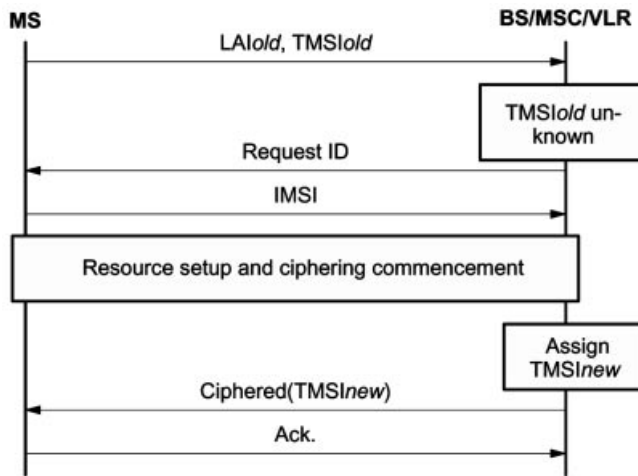 MS
BS/MSC/VLR
LAIold, TMSIold
TMSIold un-
known
Request ID
IMSI
Resource setup and ciphering commencement
Assign
TMSInew
Ciphered(TMSInew)
Ack.